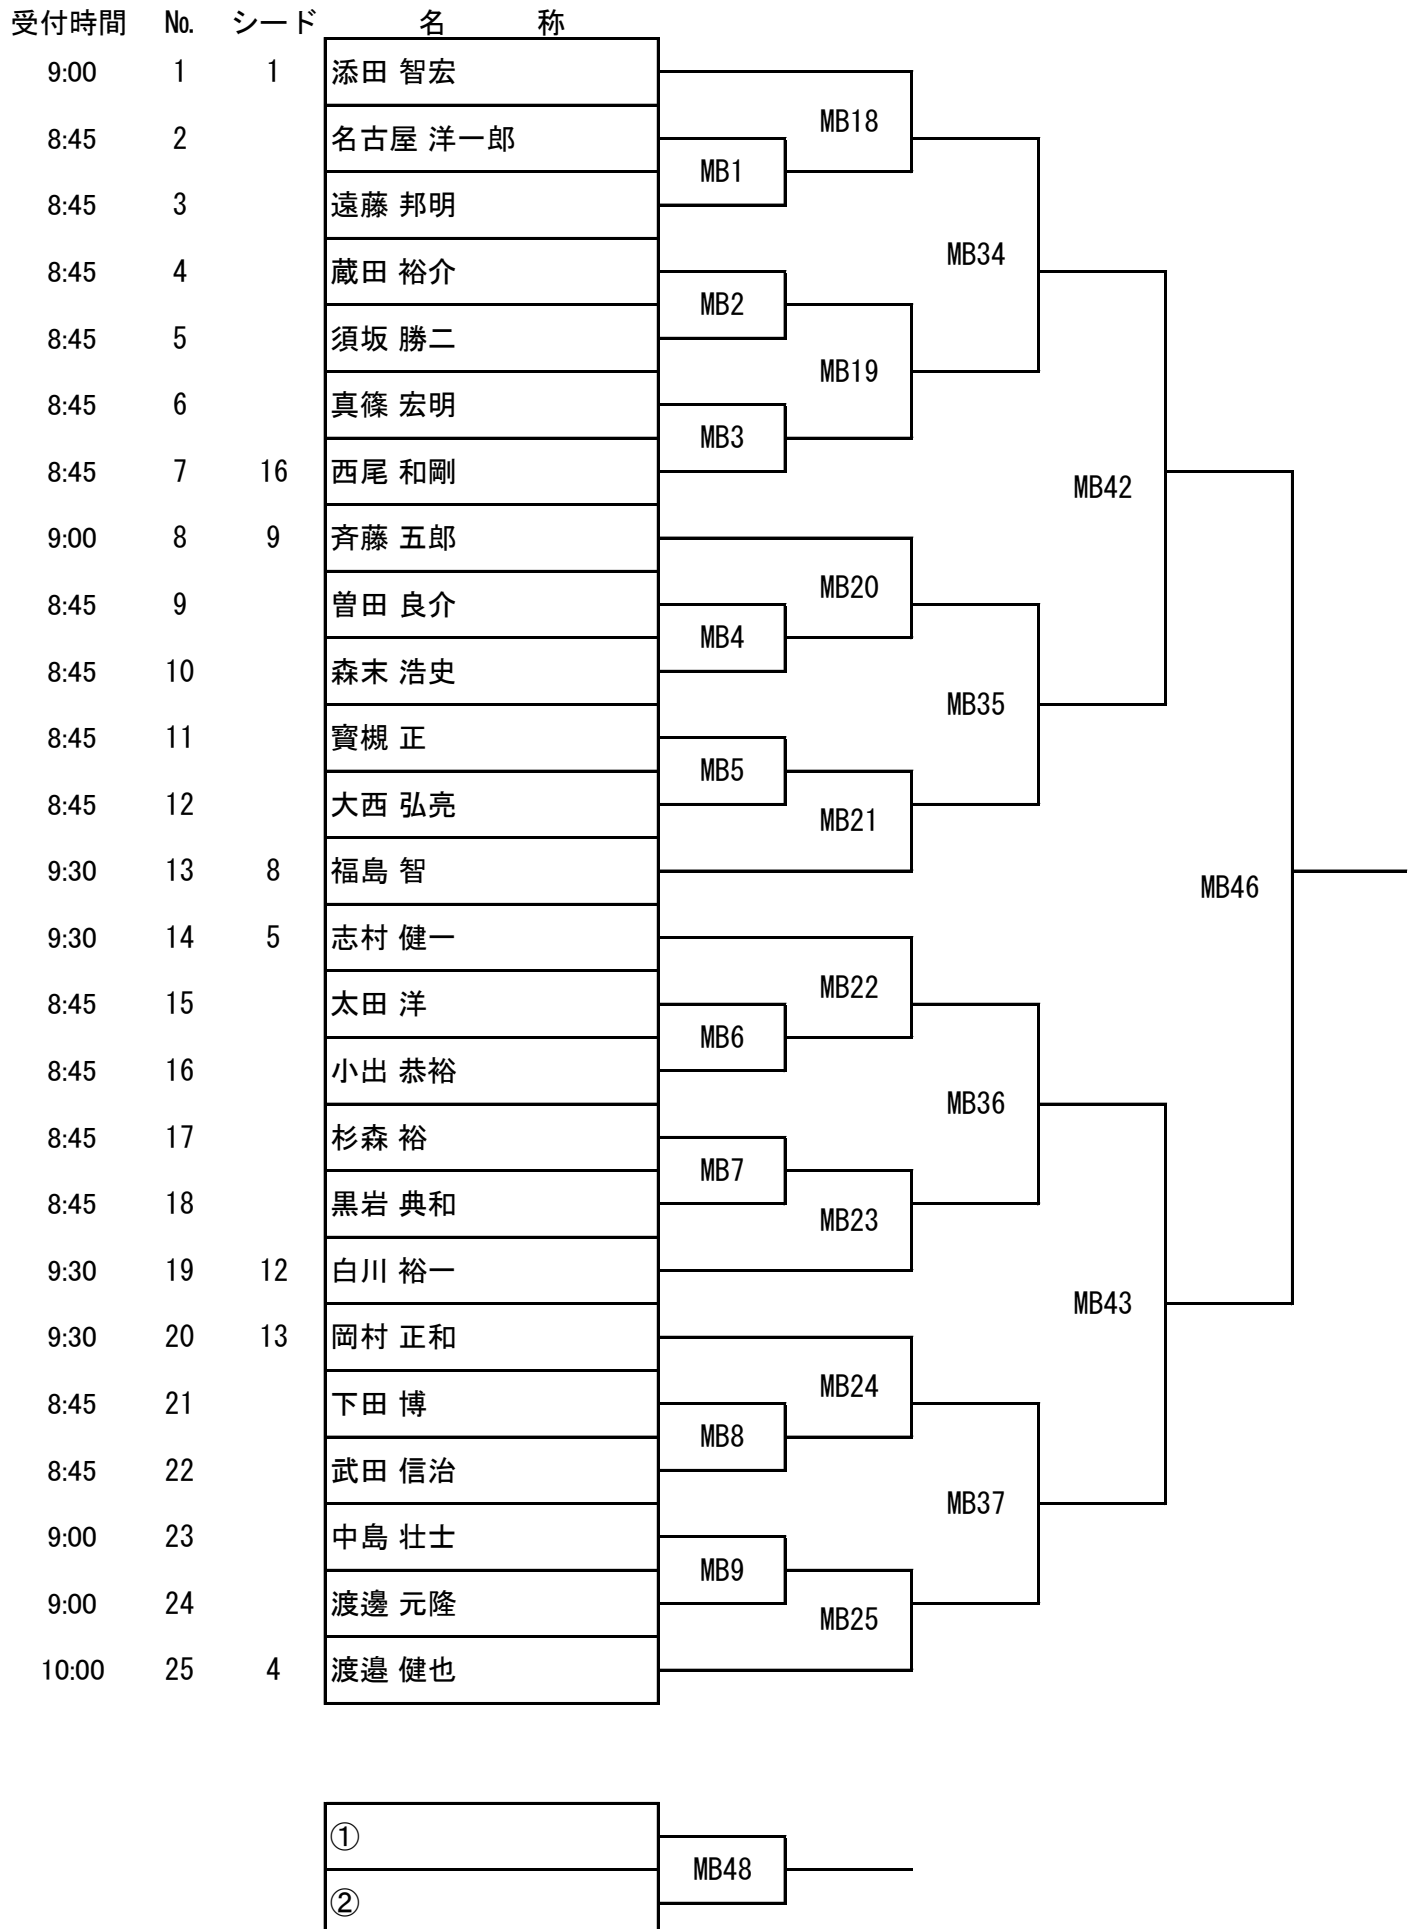 受付時間 No. シード 名 称
9:00 1 1 添田 智宏
MB18
8:45 2 名古屋 洋一郎
MB1
8:45 3 遠藤 邦明
MB34
8:45 4 蔵田 裕介
MB2
8:45 5 須坂 勝二
MB19
8:45 6 真篠 宏明
MB3
8:45 7 16 西尾 和剛
MB42
9:00 8 9 斉藤 五郎
MB20
8:45 9 曽田 良介
MB4
8:45 10 森末 浩史
MB35
8:45 11 寳槻 正
MB5
8:45 12 大西 弘亮
MB21
9:30 13 8 福島 智
MB46
9:30 14 5 志村 健一
MB22
8:45 15 太田 洋
MB6
8:45 16 小出 恭裕
MB36
8:45 17 杉森 裕
MB7
8:45 18 黒岩 典和
MB23
9:30 19 12 白川 裕一
MB43
9:30 20 13 岡村 正和
MB24
8:45 21 下田 博
MB8
8:45 22 武田 信治
MB37
9:00 23 中島 壮士
MB9
9:00 24 渡邊 元隆
MB25
10:00 25 4 渡邉 健也
①
MB48
②